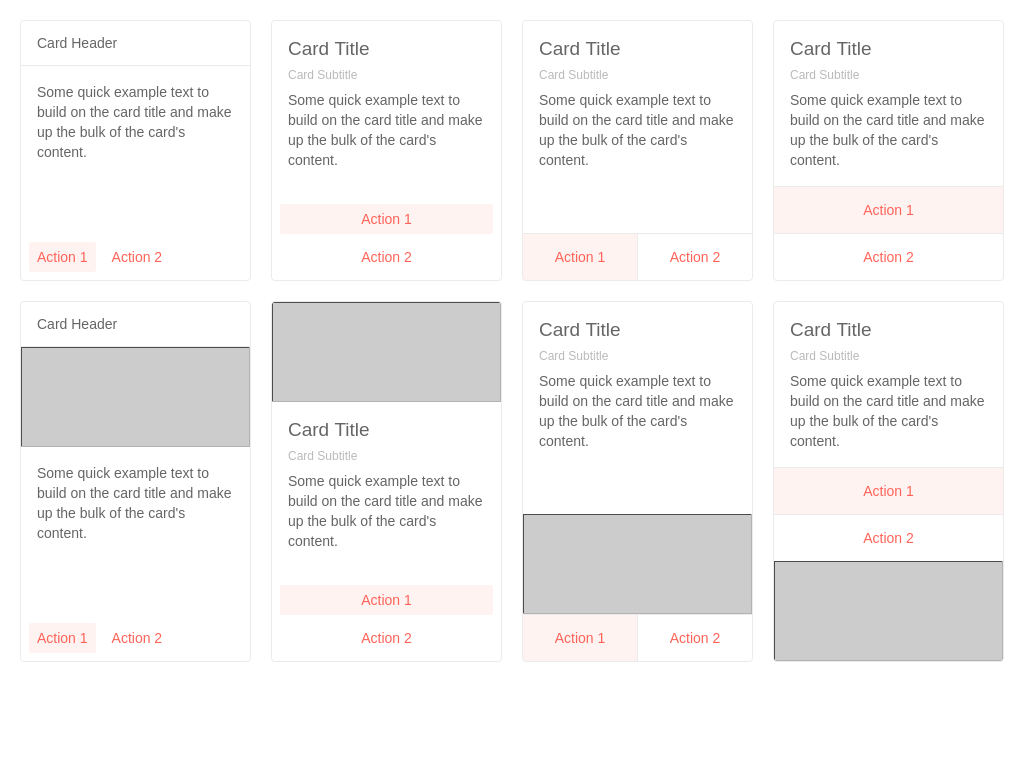 Card Header
Some quick example text to
build on the card title and make
up the bulk of the card's
content.
Action 1
Action 2
Card Title
Card Subtitle
Some quick example text to
build on the card title and make
up the bulk of the card's
content.
Action 1
Action 2
Card Title
Card Subtitle
Some quick example text to
build on the card title and make
up the bulk of the card's
content.
Action 1
Action 2
Card Title
Card Subtitle
Some quick example text to
build on the card title and make
up the bulk of the card's
content.
Action 1
Action 2
Card Header
Some quick example text to
build on the card title and make
up the bulk of the card's
content.
Action 1
Action 2
Card Title
Card Subtitle
Some quick example text to
build on the card title and make
up the bulk of the card's
content.
Action 1
Action 2
Card Title
Card Subtitle
Some quick example text to
build on the card title and make
up the bulk of the card's
content.
Action 1
Action 2
Card Title
Card Subtitle
Some quick example text to
build on the card title and make
up the bulk of the card's
content.
Action 1
Action 2